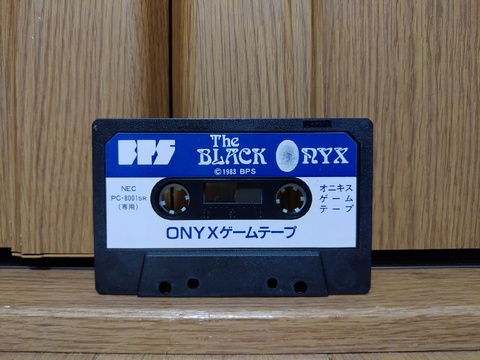 BPS
The
BLACK ONYX
©1983 BPS
NEC
PC-8001SR
(専用)
オニキス
ゲーム
テープ
ONYXゲームテープ